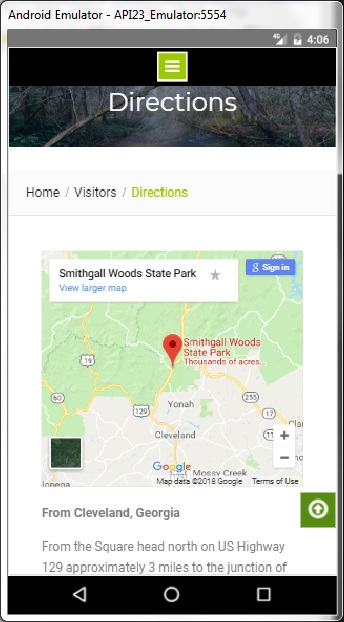 Android Emulator - API23_Emulator:5554
4G 4:06
Directions
Home / Visitors / Directions
Smithgall Woods State Park
View larger map
g Sign in
Smithgall Woods
State Park
Thousands of acres...
19
60
129
Yonah
255
17
11
Cleveland
Google
Mossy Creek
Map data ©2018 Google Terms of Use
From Cleveland, Georgia
From the Square head north on US Highway
129 approximately 3 miles to the junction of